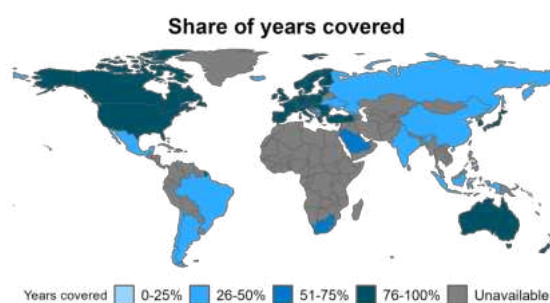 Share of years covered
Years covered 0-25% 26-50% 51-75% 76-100% Unavailable